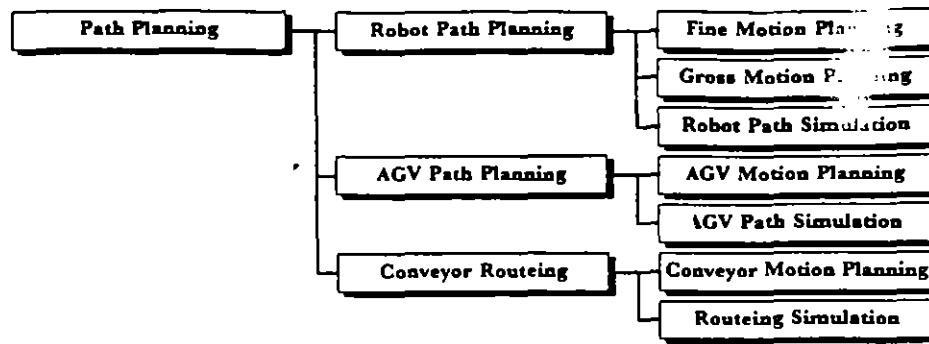 Path Planning
Robot Path Planning
Fine Motion
Gross Motion
Robot Path Simulation
AGV Path Planning
AGV Motion Planning
AGV Path Simulation
Conveyor Routeing
Conveyor Motion Planning
Routeing Simulation